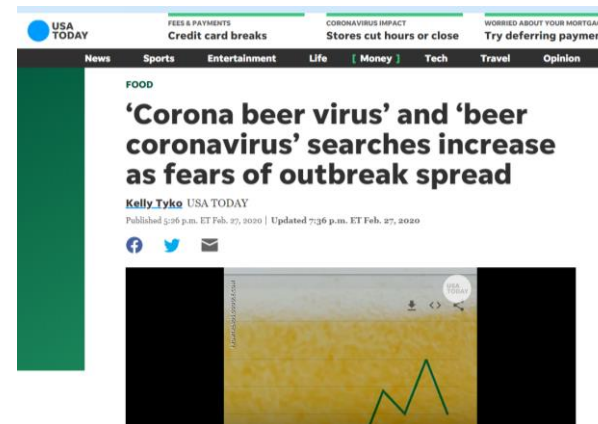 USA
TODAY
FEES & PAYMENTS
Credit card breaks
CORONAVIRUS IMPACT
Stores cut hours or close
WORRIED ABOUT YOUR MORTGA
Try deferring paymen
News Sports Entertainment Life [ Money ] Tech Travel Opinion
FOOD
‘Corona beer virus’ and ‘beer
coronavirus’ searches increase
as fears of outbreak spread
Kelly Tyko USA TODAY
Published 5:26 p.m. ET Feb. 27, 2020 | Updated 7:36 p.m. ET Feb. 27, 2020
USA
TODAY